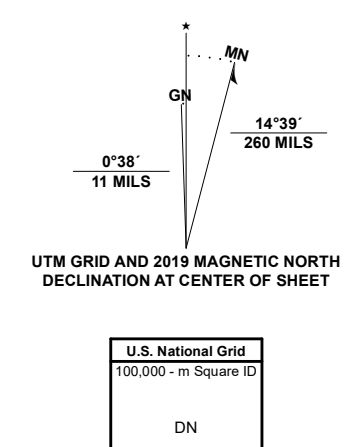 ★
MN
GN
14°39´
260 MILS
0°38´
11 MILS
UTM GRID AND 2019 MAGNETIC NORTH
DECLINATION AT CENTER OF SHEET
U.S. National Grid
100,000 - m Square ID
DN